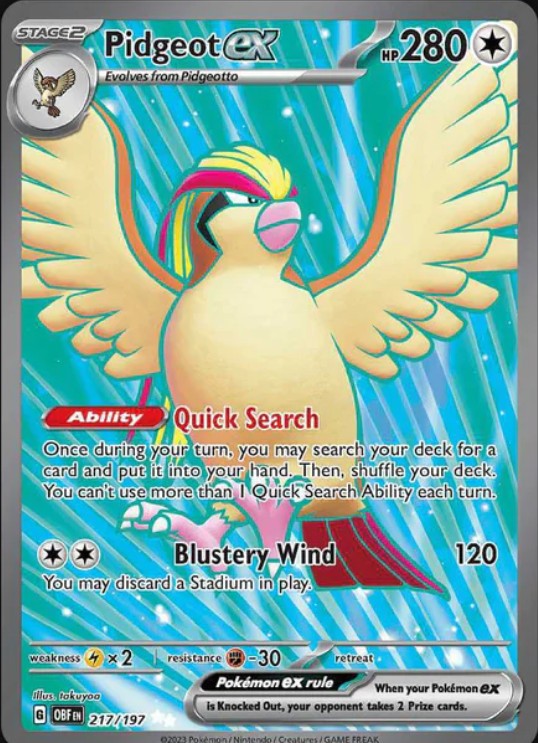 STAGE2 Pidgeot ex HP 280
Evolves from Pidgeotto
Ability Quick Search
Once during your turn, you may search your deck for a
card and put it into your hand. Then, shuffle your deck.
You can't use more than 1 Quick Search Ability each turn.
Blustery Wind 120
You may discard a Stadium in play.
weakness ×2 resistance -30 retreat
Pokémon ex rule
When your Pokémon ex
is Knocked Out, your opponent takes 2 Prize cards.
Illus. takuyoa
G OBF EN 217/197
©2023 Pokémon / Nintendo / Creatures / GAME FREAK